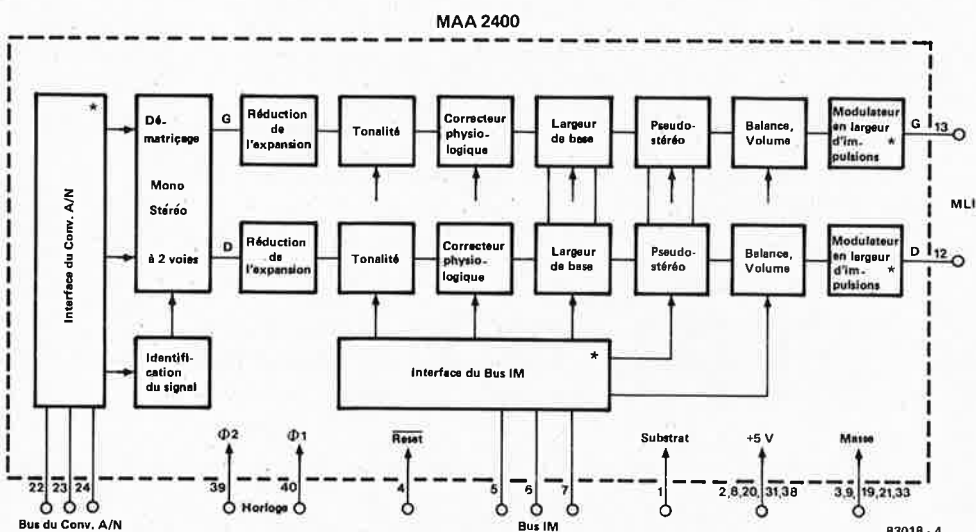 MAA 2400
Interface du Conv. A/N
*
Dé-
matriçage
Mono
Stéréo
à 2 voies
G
Réduction
de
l'expansion
Tonalité
Correcteur
physio-
logique
Largeur
de base
Pseudo-
stéréo
Balance,
Volume
Modulateur
en largeur
d'im-
pulsions
*
G
13
MLI
D
Réduction
de
l'expansion
Tonalité
Correcteur
physio-
logique
Largeur
de base
Pseudo-
stéréo
Balance,
Volume
Modulateur
en largeur
d'im-
pulsions
*
D
12
Identifi-
cation
du signal
Interface du Bus IM
*
Φ2
Φ1
Reset
Substrat
+5 V
Masse
22
23
24
39
40
4
5
6
7
1
2,8,20, 31,38
3,9, 19,21,33
Horloge
Bus du Conv. A/N
Bus IM
83018 - 4